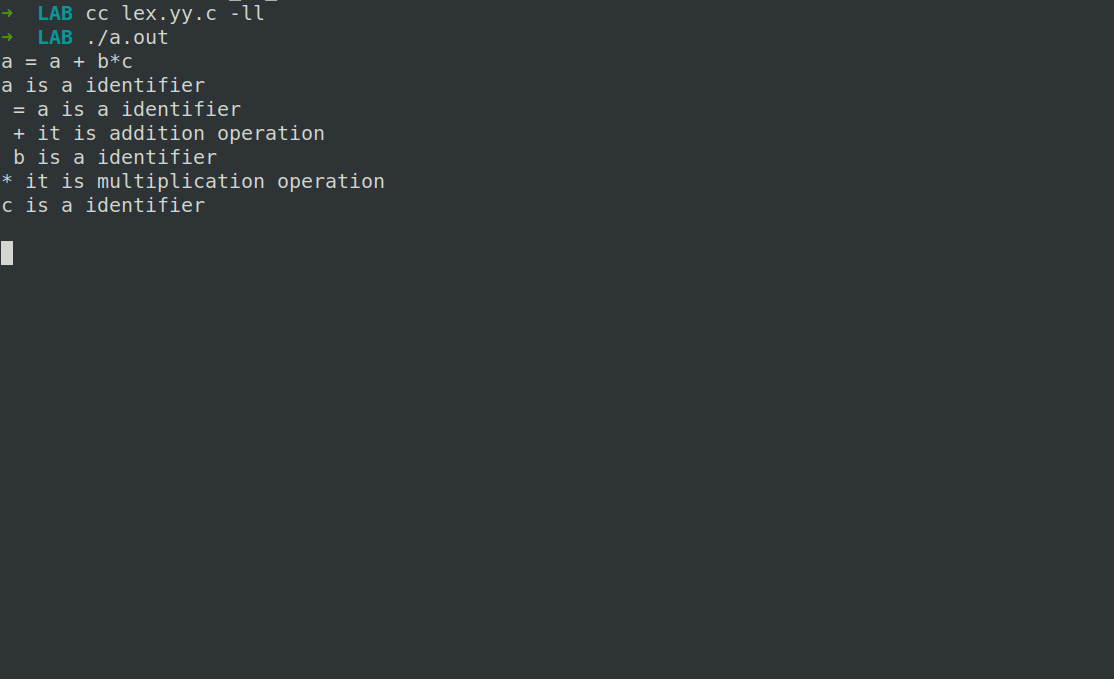 → LAB cc lex.yy.c -ll
→ LAB ./a.out
a = a + b*c
a is a identifier
 = a is a identifier
 + it is addition operation
 b is a identifier
* it is multiplication operation
c is a identifier